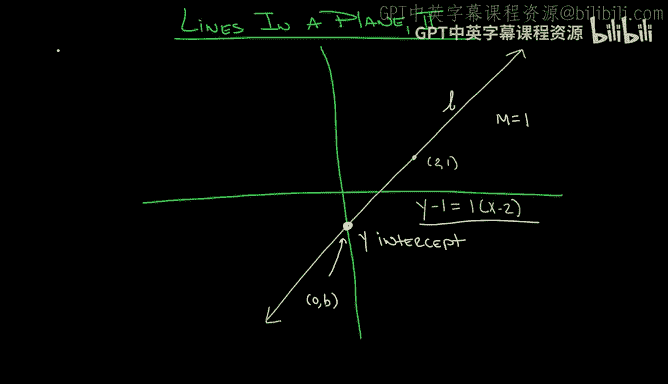 GPT中英字幕课程资源@bilibili.com
LINES IN A PLANE, II
GPT中英字幕课程资源 bilibili
l
M=1
(2,1)
Y-1=1(X-2)
Y INTERCEPT
(0,b)